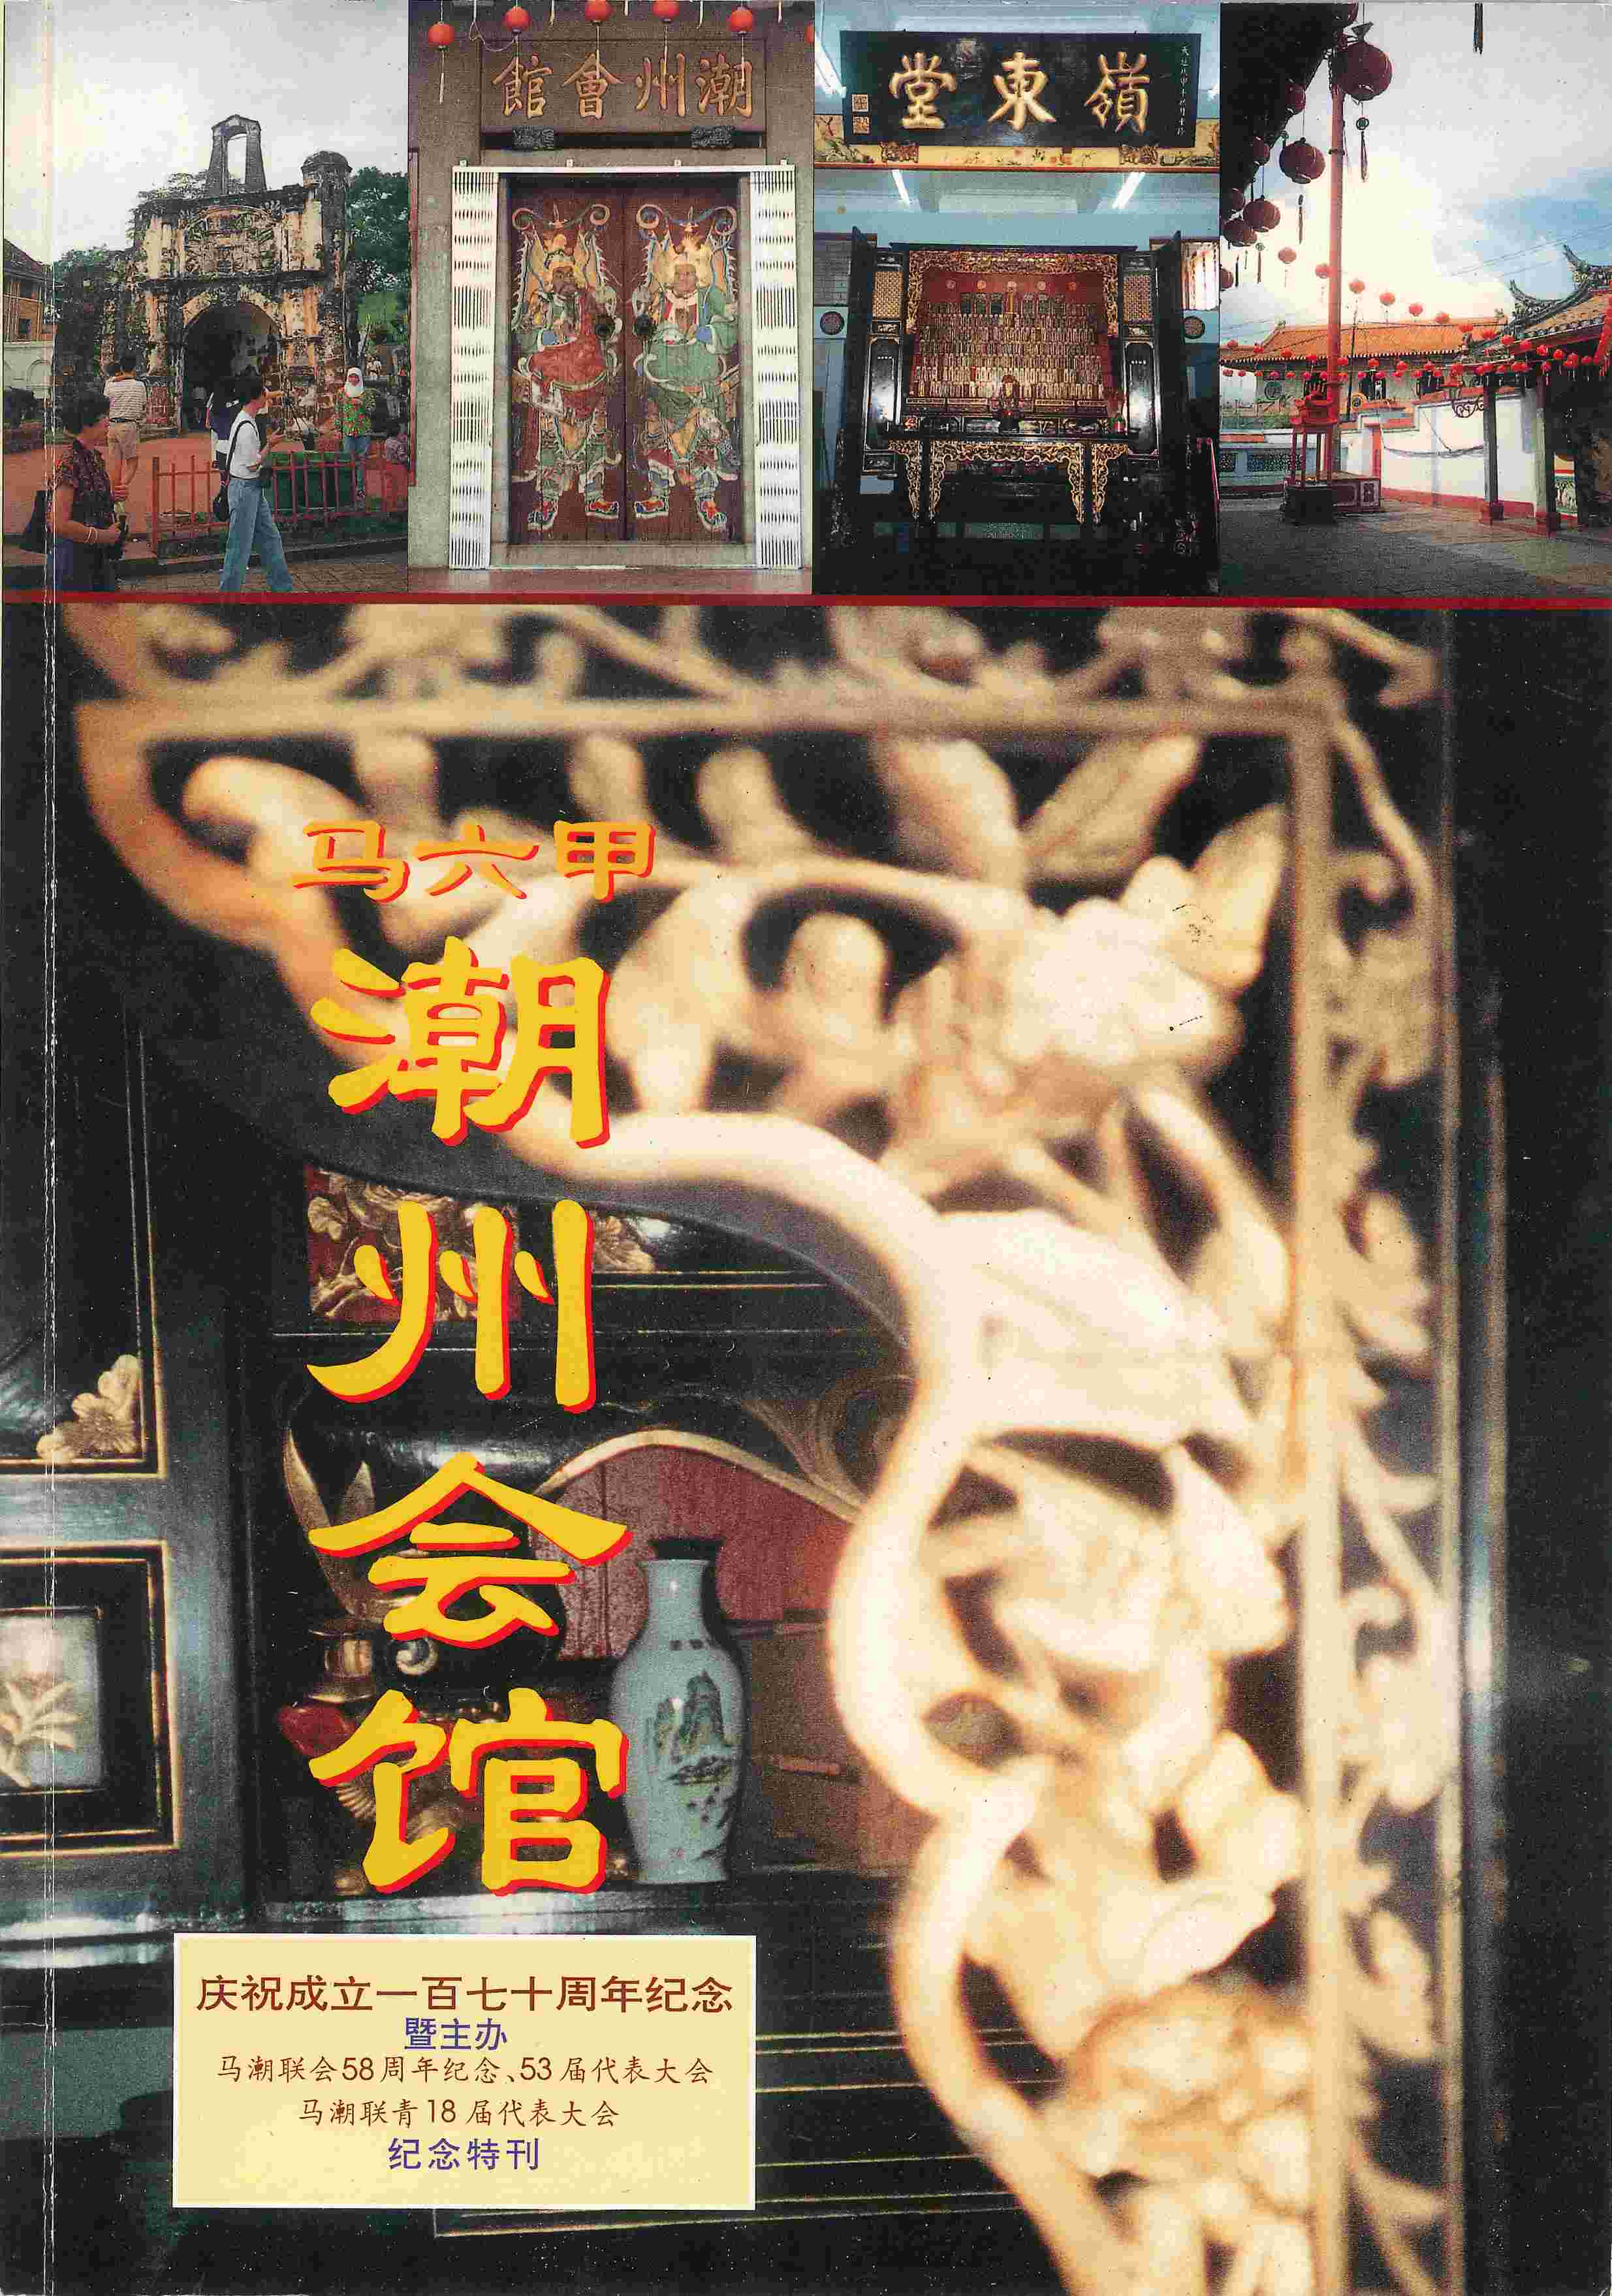 潮州會館
嶺東堂
马六甲
潮州会馆
庆祝成立一百七十周年纪念
暨主办
马潮联会58周年纪念、53届代表大会
马潮联青18届代表大会
纪念特刊